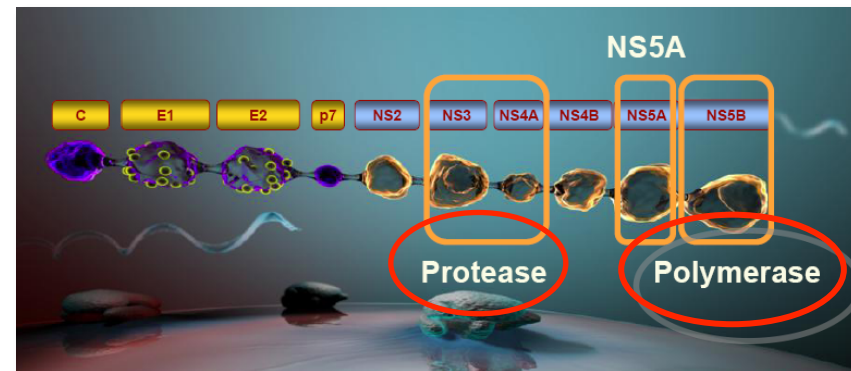 NS5A
C E1 E2 p7 NS2 NS3 NS4A NS4B NS5A NS5B
Protease Polymerase